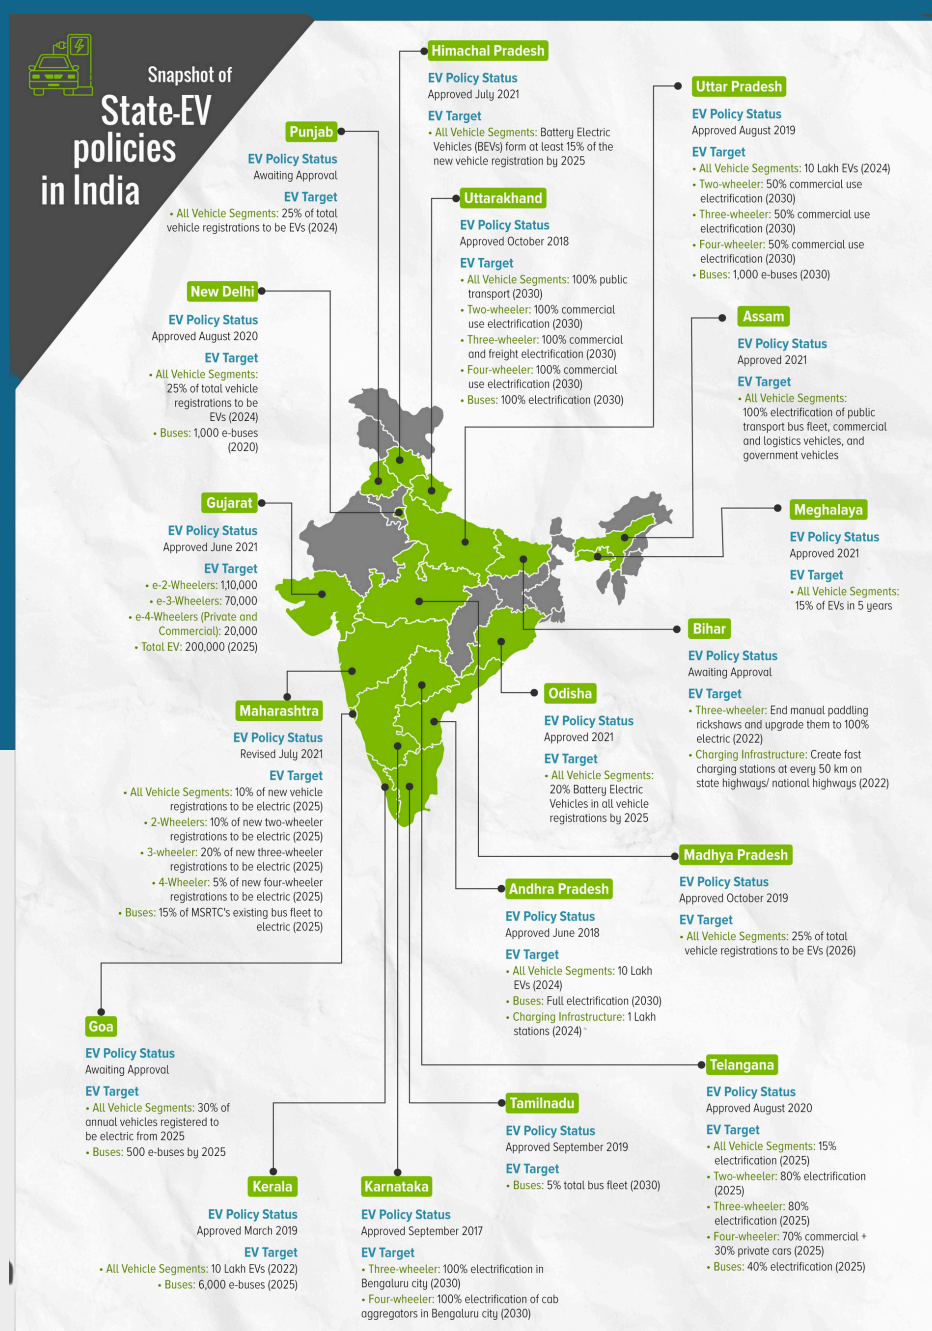 Snapshot of
State-EV
policies
in India
Himachal Pradesh
EV Policy Status
Approved July 2021
EV Target
• All Vehicle Segments: Battery Electric
Vehicles (BEVs) form at least 15% of the
new vehicle registration by 2025
Uttar Pradesh
EV Policy Status
Approved August 2019
EV Target
• All Vehicle Segments: 10 Lakh EVs (2024)
• Two-wheeler: 50% commercial use
electrification (2030)
• Three-wheeler: 50% commercial use
electrification (2030)
• Four-wheeler: 50% commercial use
electrification (2030)
• Buses: 1,000 e-buses (2030)
Punjab
EV Policy Status
Awaiting Approval
EV Target
• All Vehicle Segments: 25% of total
vehicle registrations to be EVs (2024)
Uttarakhand
EV Policy Status
Approved October 2018
EV Target
• All Vehicle Segments: 100% public
transport (2030)
• Two-wheeler: 100% commercial
use electrification (2030)
• Three-wheeler: 100% commercial
and freight electrification (2030)
• Four-wheeler: 100% commercial
use electrification (2030)
• Buses: 100% electrification (2030)
New Delhi
EV Policy Status
Approved August 2020
EV Target
• All Vehicle Segments:
25% of total vehicle
registrations to be
EVs (2024)
• Buses: 1,000 e-buses
(2020)
Assam
EV Policy Status
Approved 2021
EV Target
• All Vehicle Segments:
100% electrification of public
transport bus fleet, commercial
and logistics vehicles, and
government vehicles
Gujarat
EV Policy Status
Approved June 2021
EV Target
• e-2-Wheelers: 1,10,000
• e-3-Wheelers: 70,000
• e-4-Wheelers (Private and
Commercial): 20,000
• Total EV: 200,000 (2025)
Meghalaya
EV Policy Status
Approved 2021
EV Target
• All Vehicle Segments:
15% of EVs in 5 years
Bihar
EV Policy Status
Awaiting Approval
EV Target
• Three-wheeler: End manual paddling
rickshaws and upgrade them to 100%
electric (2022)
• Charging Infrastructure: Create fast
charging stations at every 50 km on
state highways/ national highways (2022)
Maharashtra
EV Policy Status
Revised July 2021
EV Target
• All Vehicle Segments: 10% of new vehicle
registrations to be electric (2025)
• 2-Wheelers: 10% of new two-wheeler
registrations to be electric (2025)
• 3-wheeler: 20% of new three-wheeler
registrations to be electric (2025)
• 4-Wheeler: 5% of new four-wheeler
registrations to be electric (2025)
• Buses: 15% of MSRTC's existing bus fleet to
electric (2025)
Odisha
EV Policy Status
Approved 2021
EV Target
• All Vehicle Segments:
20% Battery Electric
Vehicles in all vehicle
registrations by 2025
Madhya Pradesh
EV Policy Status
Approved October 2019
EV Target
• All Vehicle Segments: 25% of total
vehicle registrations to be EVs (2026)
Andhra Pradesh
EV Policy Status
Approved June 2018
EV Target
• All Vehicle Segments: 10 Lakh
EVs (2024)
• Buses: Full electrification (2030)
• Charging Infrastructure: 1 Lakh
stations (2024)
Goa
EV Policy Status
Awaiting Approval
EV Target
• All Vehicle Segments: 30% of
annual vehicles registered to
be electric from 2025
• Buses: 500 e-buses by 2025
Telangana
EV Policy Status
Approved August 2020
EV Target
• All Vehicle Segments: 15%
electrification (2025)
• Two-wheeler: 80% electrification
(2025)
• Three-wheeler: 80%
electrification (2025)
• Four-wheeler: 70% commercial +
30% private cars (2025)
• Buses: 40% electrification (2025)
Tamilnadu
EV Policy Status
Approved September 2019
EV Target
• Buses: 5% total bus fleet (2030)
Kerala
EV Policy Status
Approved March 2019
EV Target
• All Vehicle Segments: 10 Lakh EVs (2022)
• Buses: 6,000 e-buses (2025)
Karnataka
EV Policy Status
Approved September 2017
EV Target
• Three-wheeler: 100% electrification in
Bengaluru city (2030)
• Four-wheeler: 100% electrification of cab
aggregators in Bengaluru city (2030)